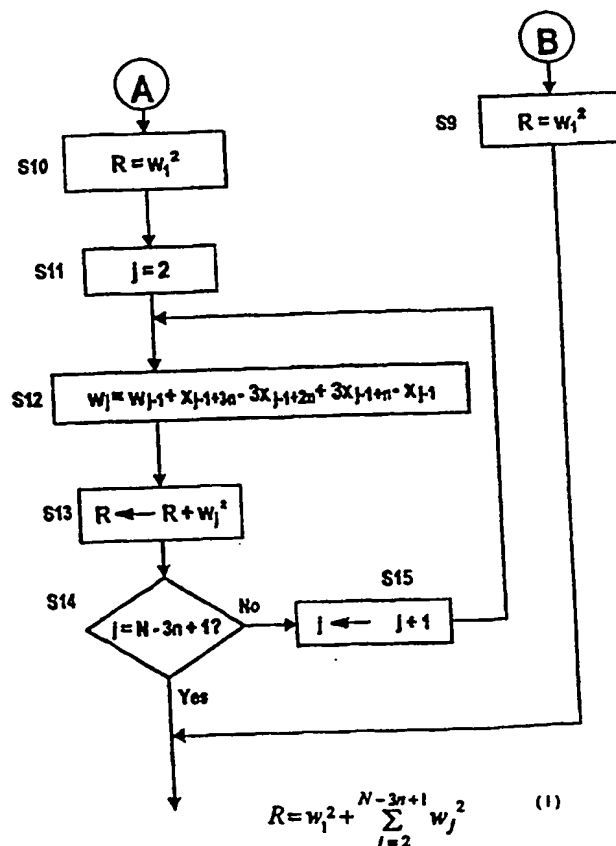 A
B
S9
R = w₁²
S10
R = w₁²
S11
j = 2
S12
wⱼ = wⱼ₋₁ + xⱼ₋₁₊₃ₙ - 3xⱼ₋₁₊₂ₙ + 3xⱼ₋₁₊ₙ - xⱼ₋₁
S13
R ← R + wⱼ²
S14
j = N - 3n + 1?
No
S15
j ← j + 1
Yes
R = w₁² + ∑_{j=2}^{N-3n+1} wⱼ² (1)